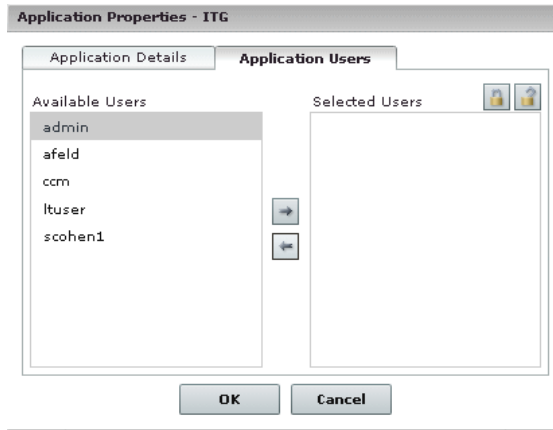 Application Properties - ITG
Application Details
Application Users
Available Users
Selected Users
admin
afeld
ccm
ltuser
scohen1
OK
Cancel